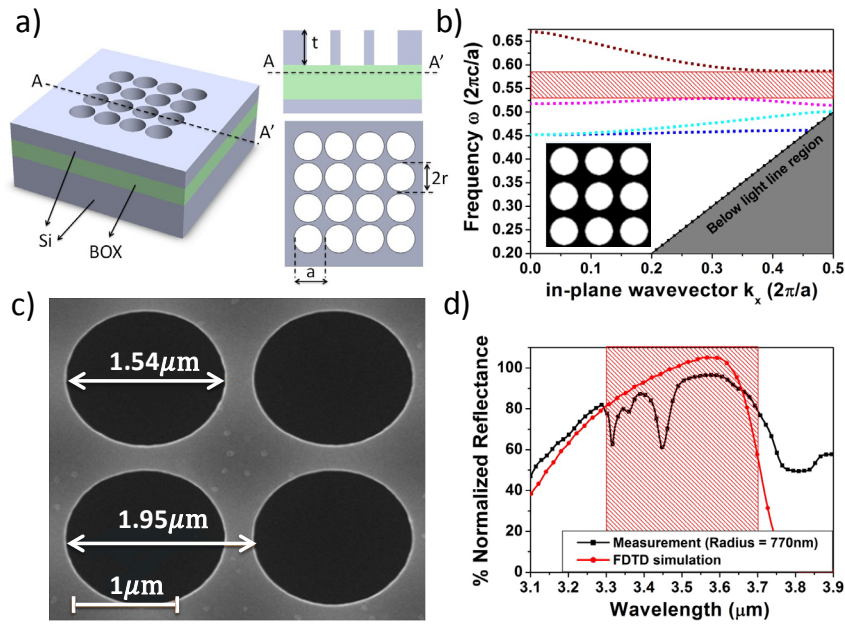 a)
A
A'
Si
BOX
t
A
A'
2r
a
b)
Frequency ω (2πc/a)
0.65
0.60
0.55
0.50
0.45
0.40
0.35
0.30
0.25
0.20
Below light line region
0.0
0.1
0.2
0.3
0.4
0.5
in-plane wavevector kₓ (2π/a)
c)
1.54μm
1.95μm
1μm
d)
% Normalized Reflectance
100
80
60
40
20
0
Measurement (Radius = 770nm)
FDTD simulation
3.1
3.2
3.3
3.4
3.5
3.6
3.7
3.8
3.9
Wavelength (μm)